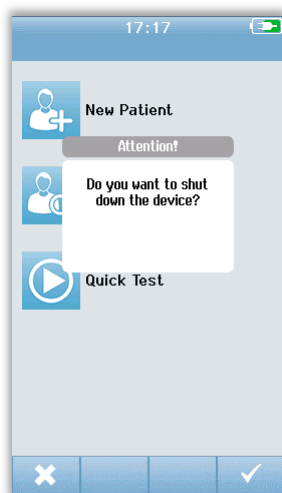 17:17
New Patient
Attention!
Do you want to shut
down the device?
Quick Test